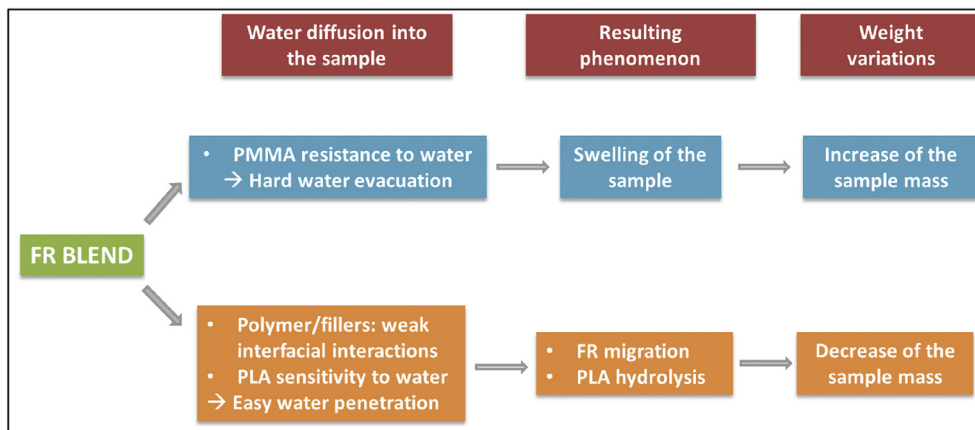 Water diffusion into
the sample
Resulting
phenomenon
Weight
variations
• PMMA resistance to water
→ Hard water evacuation
Swelling of the
sample
Increase of the
sample mass
FR BLEND
• Polymer/fillers: weak
interfacial interactions
• PLA sensitivity to water
→ Easy water penetration
• FR migration
• PLA hydrolysis
Decrease of the
sample mass